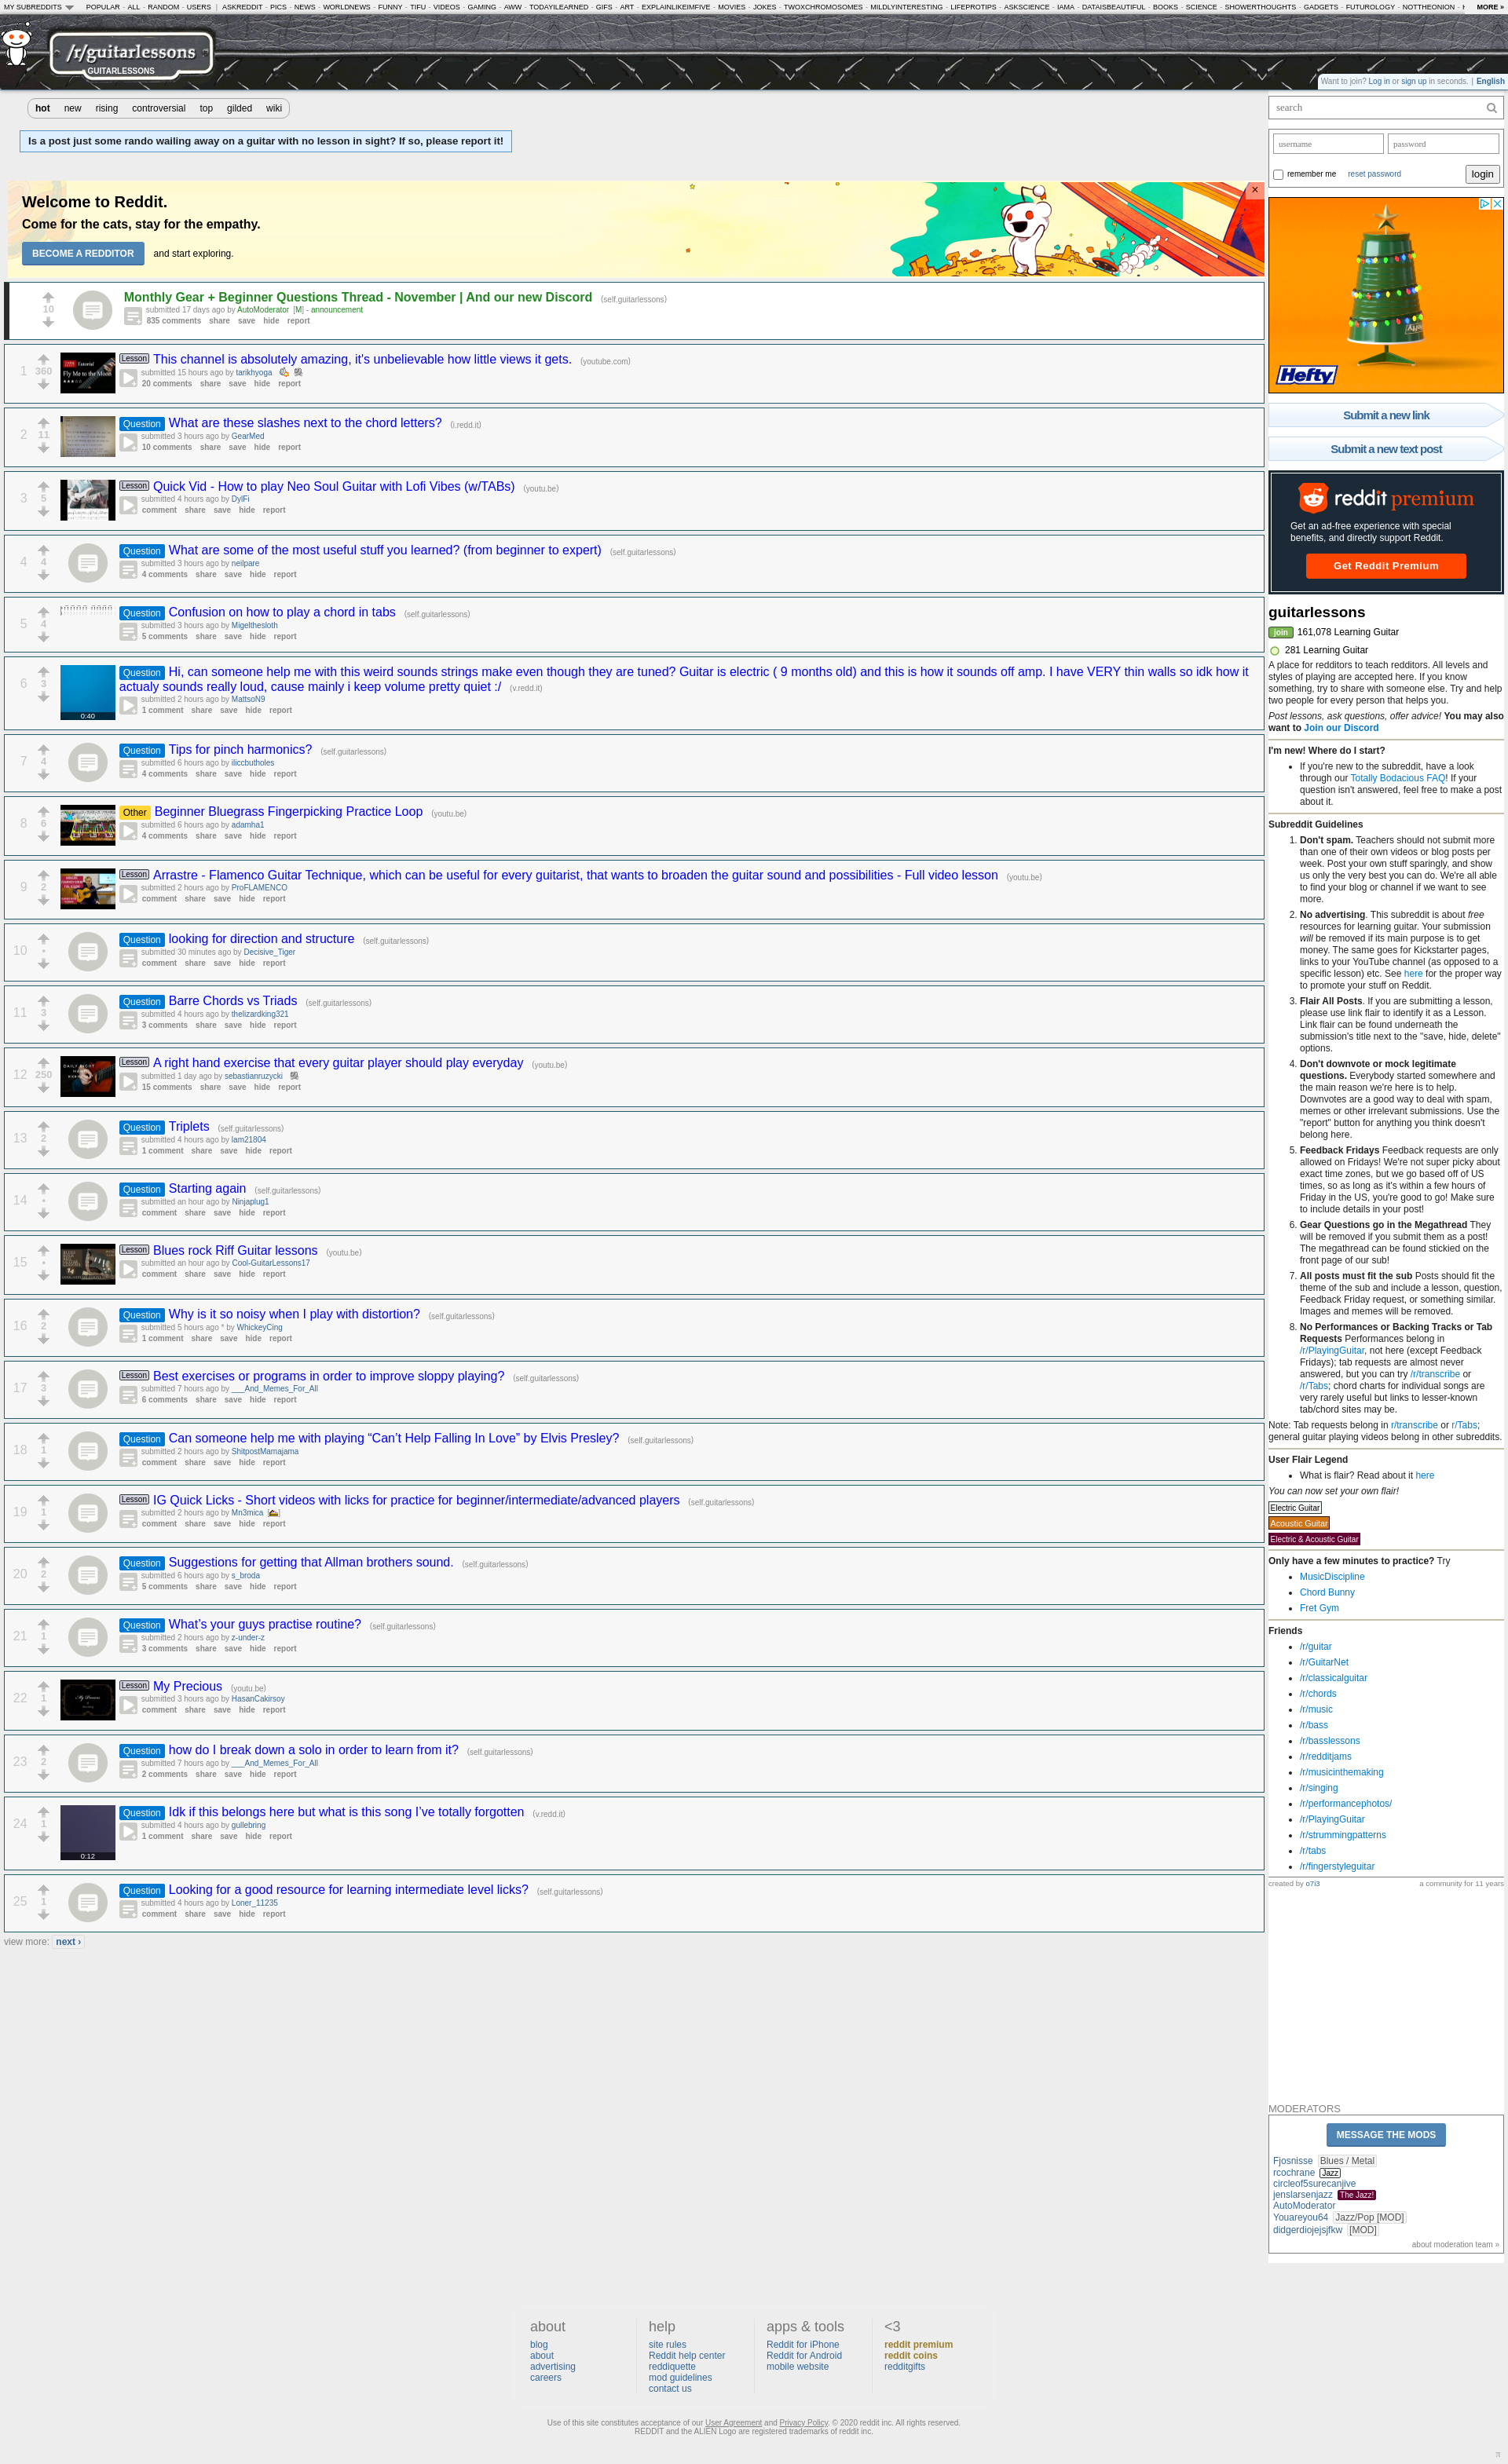 MY SUBREDDITS POPULAR - ALL - RANDOM - USERS | ASKREDDIT - PICS - NEWS - WORLDNEWS - FUNNY - TIFU - VIDEOS - GAMING - AWW - TODAYILEARNED - GIFS - ART - EXPLAINLIKEIMFIVE - MOVIES - JOKES - TWOXCHROMOSOMES - MILDLYINTERESTING - LIFEPROTIPS - ASKSCIENCE - IAMA - DATAISBEAUTIFUL - BOOKS - SCIENCE - SHOWERTHOUGHTS - GADGETS - FUTUROLOGY - NOTTHEONION - MORE »
/r/guitarlessons
GUITARLESSONS
Want to join? Log in or sign up in seconds. | English
hot new rising controversial top gilded wiki
Is a post just some rando wailing away on a guitar with no lesson in sight? If so, please report it!
Welcome to Reddit.
Come for the cats, stay for the empathy.
BECOME A REDDITOR and start exploring.
10
Monthly Gear + Beginner Questions Thread - November | And our new Discord (self.guitarlessons)
submitted 17 days ago by AutoModerator [M] - announcement
835 comments share save hide report
1 360
Tutorial
Fly Me to the Moon
Lesson This channel is absolutely amazing, it's unbelievable how little views it gets. (youtube.com)
submitted 15 hours ago by tarikhyoga
20 comments share save hide report
2 11
Question What are these slashes next to the chord letters? (i.redd.it)
submitted 3 hours ago by GearMed
10 comments share save hide report
3 5
Lesson Quick Vid - How to play Neo Soul Guitar with Lofi Vibes (w/TABs) (youtu.be)
submitted 4 hours ago by DylFi
comment share save hide report
4 4
Question What are some of the most useful stuff you learned? (from beginner to expert) (self.guitarlessons)
submitted 3 hours ago by neilpare
4 comments share save hide report
5 4
Question Confusion on how to play a chord in tabs (self.guitarlessons)
submitted 3 hours ago by Migelthesloth
5 comments share save hide report
6 3
0:40
Question Hi, can someone help me with this weird sounds strings make even though they are tuned? Guitar is electric ( 9 months old) and this is how it sounds off amp. I have VERY thin walls so idk how it
actualy sounds really loud, cause mainly i keep volume pretty quiet :/ (v.redd.it)
submitted 2 hours ago by MattsoN9
1 comment share save hide report
7 4
Question Tips for pinch harmonics? (self.guitarlessons)
submitted 6 hours ago by iliccbutholes
4 comments share save hide report
8 6
Other Beginner Bluegrass Fingerpicking Practice Loop (youtu.be)
submitted 6 hours ago by adamha1
4 comments share save hide report
9 2
Lesson Arrastre - Flamenco Guitar Technique, which can be useful for every guitarist, that wants to broaden the guitar sound and possibilities - Full video lesson (youtu.be)
submitted 2 hours ago by ProFLAMENCO
comment share save hide report
10 •
Question looking for direction and structure (self.guitarlessons)
submitted 30 minutes ago by Decisive_Tiger
comment share save hide report
11 3
Question Barre Chords vs Triads (self.guitarlessons)
submitted 4 hours ago by thelizardking321
3 comments share save hide report
12 250
Lesson A right hand exercise that every guitar player should play everyday (youtu.be)
submitted 1 day ago by sebastianruzycki
15 comments share save hide report
13 2
Question Triplets (self.guitarlessons)
submitted 4 hours ago by lam21804
1 comment share save hide report
14 •
Question Starting again (self.guitarlessons)
submitted an hour ago by Ninjaplug1
comment share save hide report
15 •
Lesson Blues rock Riff Guitar lessons (youtu.be)
submitted an hour ago by Cool-GuitarLessons17
comment share save hide report
16 2
Question Why is it so noisy when I play with distortion? (self.guitarlessons)
submitted 5 hours ago * by WhickeyCing
1 comment share save hide report
17 3
Lesson Best exercises or programs in order to improve sloppy playing? (self.guitarlessons)
submitted 7 hours ago by ___And_Memes_For_All
6 comments share save hide report
18 1
Question Can someone help me with playing “Can’t Help Falling In Love” by Elvis Presley? (self.guitarlessons)
submitted 2 hours ago by ShitpostMamajama
comment share save hide report
19 1
Lesson IG Quick Licks - Short videos with licks for practice for beginner/intermediate/advanced players (self.guitarlessons)
submitted 2 hours ago by Mn3mica
comment share save hide report
20 2
Question Suggestions for getting that Allman brothers sound. (self.guitarlessons)
submitted 6 hours ago by s_broda
5 comments share save hide report
21 1
Question What’s your guys practise routine? (self.guitarlessons)
submitted 2 hours ago by z-under-z
3 comments share save hide report
22 1
My Precious
Lesson My Precious (youtu.be)
submitted 3 hours ago by HasanCakirsoy
comment share save hide report
23 2
Question how do I break down a solo in order to learn from it? (self.guitarlessons)
submitted 7 hours ago by ___And_Memes_For_All
2 comments share save hide report
24 1
0:12
Question Idk if this belongs here but what is this song I’ve totally forgotten (v.redd.it)
submitted 4 hours ago by gullebring
1 comment share save hide report
25 1
Question Looking for a good resource for learning intermediate level licks? (self.guitarlessons)
submitted 4 hours ago by Loner_11235
comment share save hide report
view more: next ›
search
username password
remember me reset password login
Hefty
Submit a new link
Submit a new text post
reddit premium
Get an ad-free experience with special
benefits, and directly support Reddit.
Get Reddit Premium
guitarlessons
join 161,078 Learning Guitar
281 Learning Guitar
A place for redditors to teach redditors. All levels and
styles of playing are accepted here. If you know
something, try to share with someone else. Try and help
two people for every person that helps you.
Post lessons, ask questions, offer advice! You may also
want to Join our Discord
I'm new! Where do I start?
• If you're new to the subreddit, have a look
through our Totally Bodacious FAQ! If your
question isn't answered, feel free to make a post
about it.
Subreddit Guidelines
1. Don't spam. Teachers should not submit more
than one of their own videos or blog posts per
week. Post your own stuff sparingly, and show
us only the very best you can do. We're all able
to find your blog or channel if we want to see
more.
2. No advertising. This subreddit is about free
resources for learning guitar. Your submission
will be removed if its main purpose is to get
money. The same goes for Kickstarter pages,
links to your YouTube channel (as opposed to a
specific lesson) etc. See here for the proper way
to promote your stuff on Reddit.
3. Flair All Posts. If you are submitting a lesson,
please use link flair to identify it as a Lesson.
Link flair can be found underneath the
submission's title next to the "save, hide, delete"
options.
4. Don't downvote or mock legitimate
questions. Everybody started somewhere and
the main reason we're here is to help.
Downvotes are a good way to deal with spam,
memes or other irrelevant submissions. Use the
"report" button for anything you think doesn't
belong here.
5. Feedback Fridays Feedback requests are only
allowed on Fridays! We're not super picky about
exact time zones, but we go based off of US
times, so as long as it's within a few hours of
Friday in the US, you're good to go! Make sure
to include details in your post!
6. Gear Questions go in the Megathread They
will be removed if you submit them as a post!
The megathread can be found stickied on the
front page of our sub!
7. All posts must fit the sub Posts should fit the
theme of the sub and include a lesson, question,
Feedback Friday request, or something similar.
Images and memes will be removed.
8. No Performances or Backing Tracks or Tab
Requests Performances belong in
/r/PlayingGuitar, not here (except Feedback
Fridays); tab requests are almost never
answered, but you can try /r/transcribe or
/r/Tabs; chord charts for individual songs are
very rarely useful but links to lesser-known
tab/chord sites may be.
Note: Tab requests belong in r/transcribe or r/Tabs;
general guitar playing videos belong in other subreddits.
User Flair Legend
• What is flair? Read about it here
You can now set your own flair!
Electric Guitar
Acoustic Guitar
Electric & Acoustic Guitar
Only have a few minutes to practice? Try
• MusicDiscipline
• Chord Bunny
• Fret Gym
Friends
• /r/guitar
• /r/GuitarNet
• /r/classicalguitar
• /r/chords
• /r/music
• /r/bass
• /r/basslessons
• /r/redditjams
• /r/musicinthemaking
• /r/singing
• /r/performancephotos/
• /r/PlayingGuitar
• /r/strummingpatterns
• /r/tabs
• /r/fingerstyleguitar
created by o7i3 a community for 11 years
MODERATORS
MESSAGE THE MODS
Fjosnisse Blues / Metal
rcochrane Jazz
circleof5surecanjive
jenslarsenjazz The Jazz!
AutoModerator
Youareyou64 Jazz/Pop [MOD]
didgerdiojejsjfkw [MOD]
about moderation team »
about
blog
about
advertising
careers
help
site rules
Reddit help center
reddiquette
mod guidelines
contact us
apps & tools
Reddit for iPhone
Reddit for Android
mobile website
<3
reddit premium
reddit coins
redditgifts
Use of this site constitutes acceptance of our User Agreement and Privacy Policy. © 2020 reddit inc. All rights reserved.
REDDIT and the ALIEN Logo are registered trademarks of reddit inc.
π